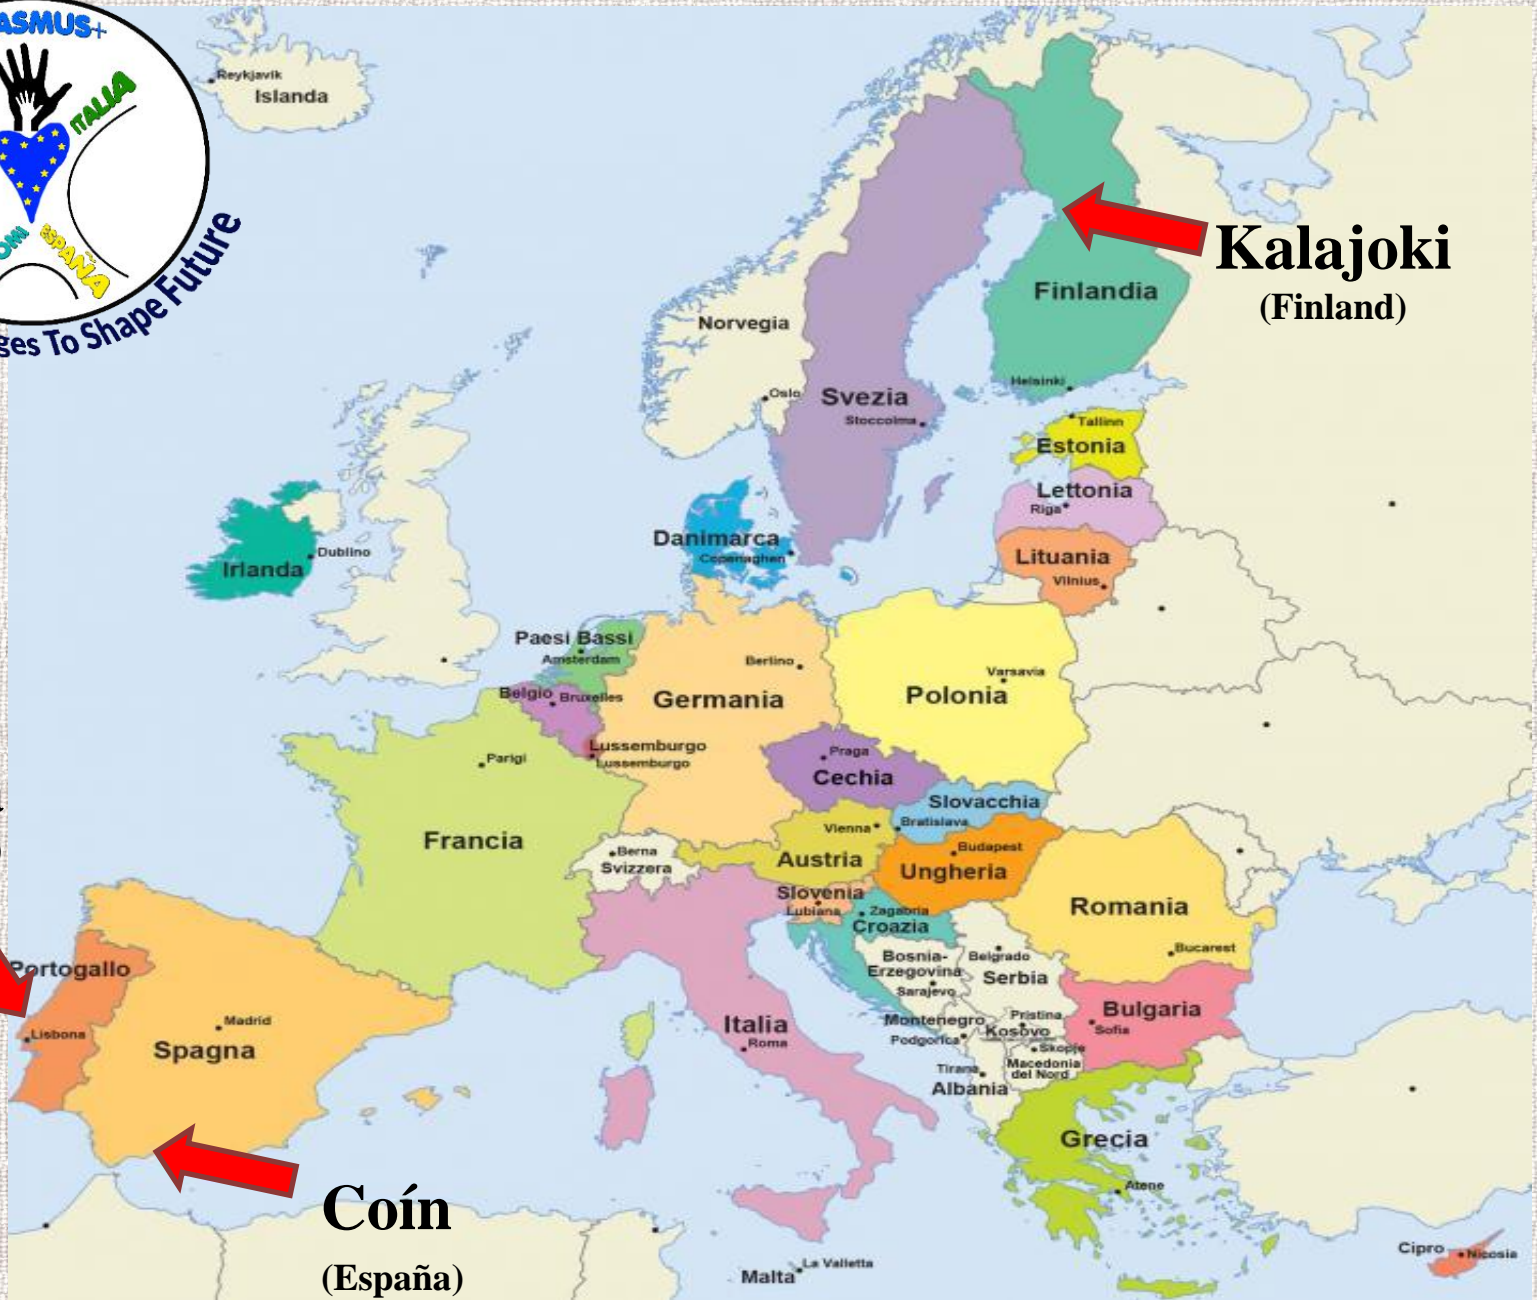 ITALIA
ESPAÑA
To Shape Future
Reykjavik
Islanda
Kalajoki
(Finland)
Finlandia
Helsinki
Norvegia
Oslo
Svezia
Stoccolma
Tallinn
Estonia
Lettonia
Riga
Lituania
Vilnius
Danimarca
Copenaghen
Dublino
Irlanda
Paesi Bassi
Amsterdam
Belgio
Bruxelles
Berlino
Germania
Varsavia
Polonia
Lussemburgo
Lussemburgo
Parigi
Praga
Cechia
Slovacchia
Bratislava
Vienna
Austria
Budapest
Ungheria
Francia
Berna
Svizzera
Slovenia
Lubiana
Zagabria
Croazia
Romania
Bucarest
Bosnia-
Erzegovina
Sarajevo
Belgrado
Serbia
Portogallo
Lisbona
Madrid
Spagna
Italia
Roma
Montenegro
Podgorica
Pristina
Kosovo
Skopje
Macedonia
del Nord
Bulgaria
Sofia
Tirana
Albania
Grecia
Atene
Coín
(España)
La Valletta
Malta
Cipro
Nicosia